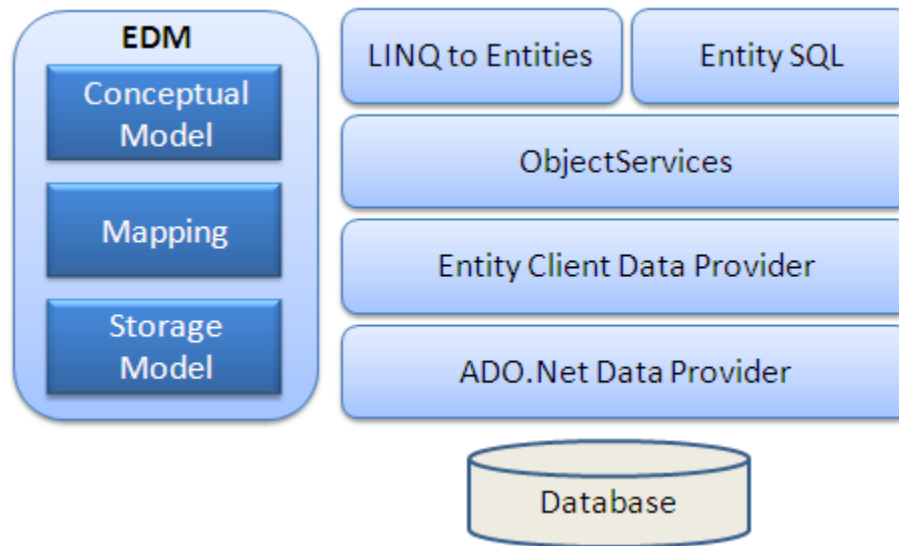 EDM
Conceptual
Model
Mapping
Storage
Model
LINQ to Entities
Entity SQL
ObjectServices
Entity Client Data Provider
ADO.Net Data Provider
Database